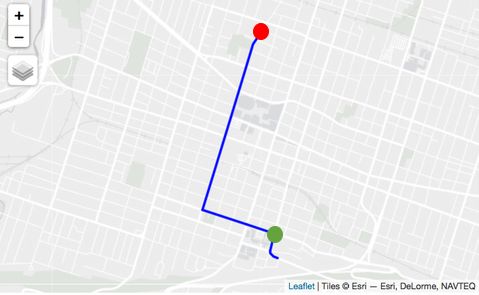 +
−
Leaflet | Tiles © Esri — Esri, DeLorme, NAVTEQ